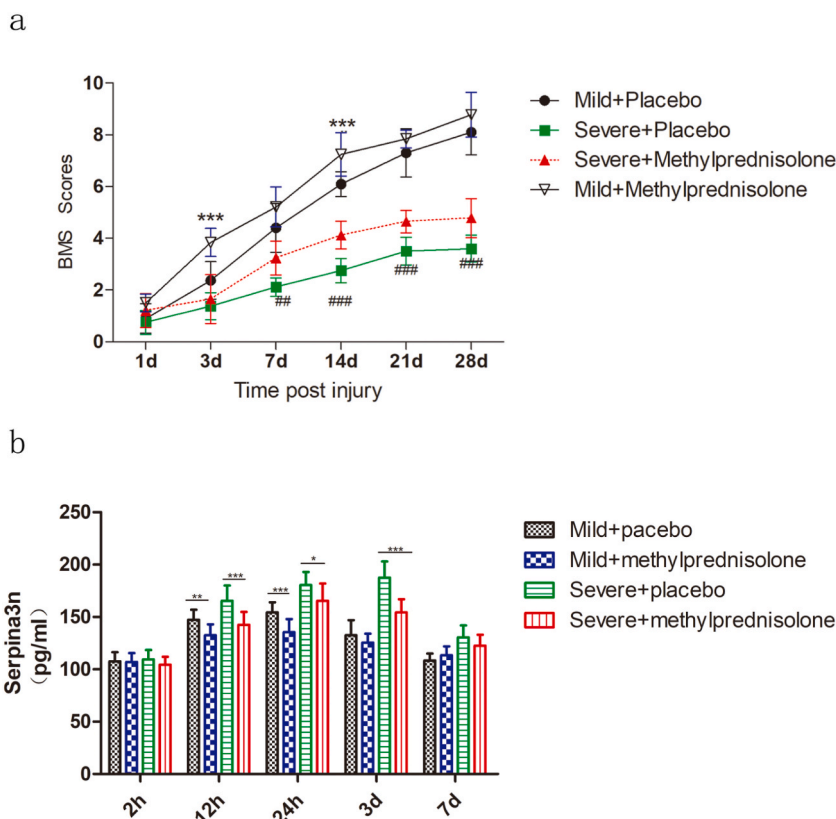 a
10
8
6
4
2
0
BMS Scores
***
***
##
###
###
###
1d 3d 7d 14d 21d 28d
Time post injury
Mild+Placebo
Severe+Placebo
Severe+Methylprednisolone
Mild+Methylprednisolone
b
250
200
150
100
50
0
Serpina3n
(pg/ml)
**
***
***
*
***
2h 12h 24h 3d 7d
Mild+pacebo
Mild+methylprednisolone
Severe+placebo
Severe+methylprednisolone